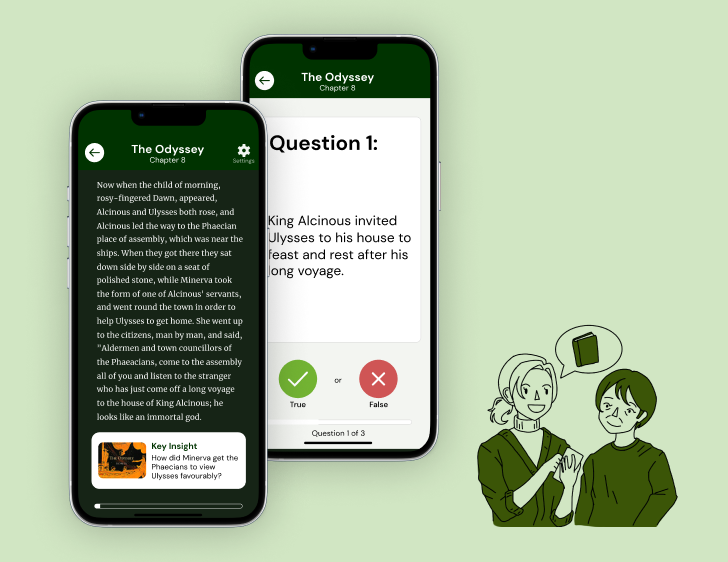 The Odyssey
Chapter 8
Settings
Now when the child of morning,
rosy-fingered Dawn, appeared,
Alcinous and Ulysses both rose, and
Alcinous led the way to the Phaecian
place of assembly, which was near the
ships. When they got there they sat
down side by side on a seat of
polished stone, while Minerva took
the form of one of Alcinous' servants,
and went round the town in order to
help Ulysses to get home. She went up
to the citizens, man by man, and said,
"Aldermen and town councillors of
the Phaeacians, come to the assembly
all of you and listen to the stranger
who has just come off a long voyage
to the house of King Alcinous; he
looks like an immortal god.
Key Insight
How did Minerva get the
Phaecians to view
Ulysses favourably?
The Odyssey
Chapter 8
Question 1:
King Alcinous invited
Ulysses to his house to
feast and rest after his
long voyage.
or
True
False
Question 1 of 3